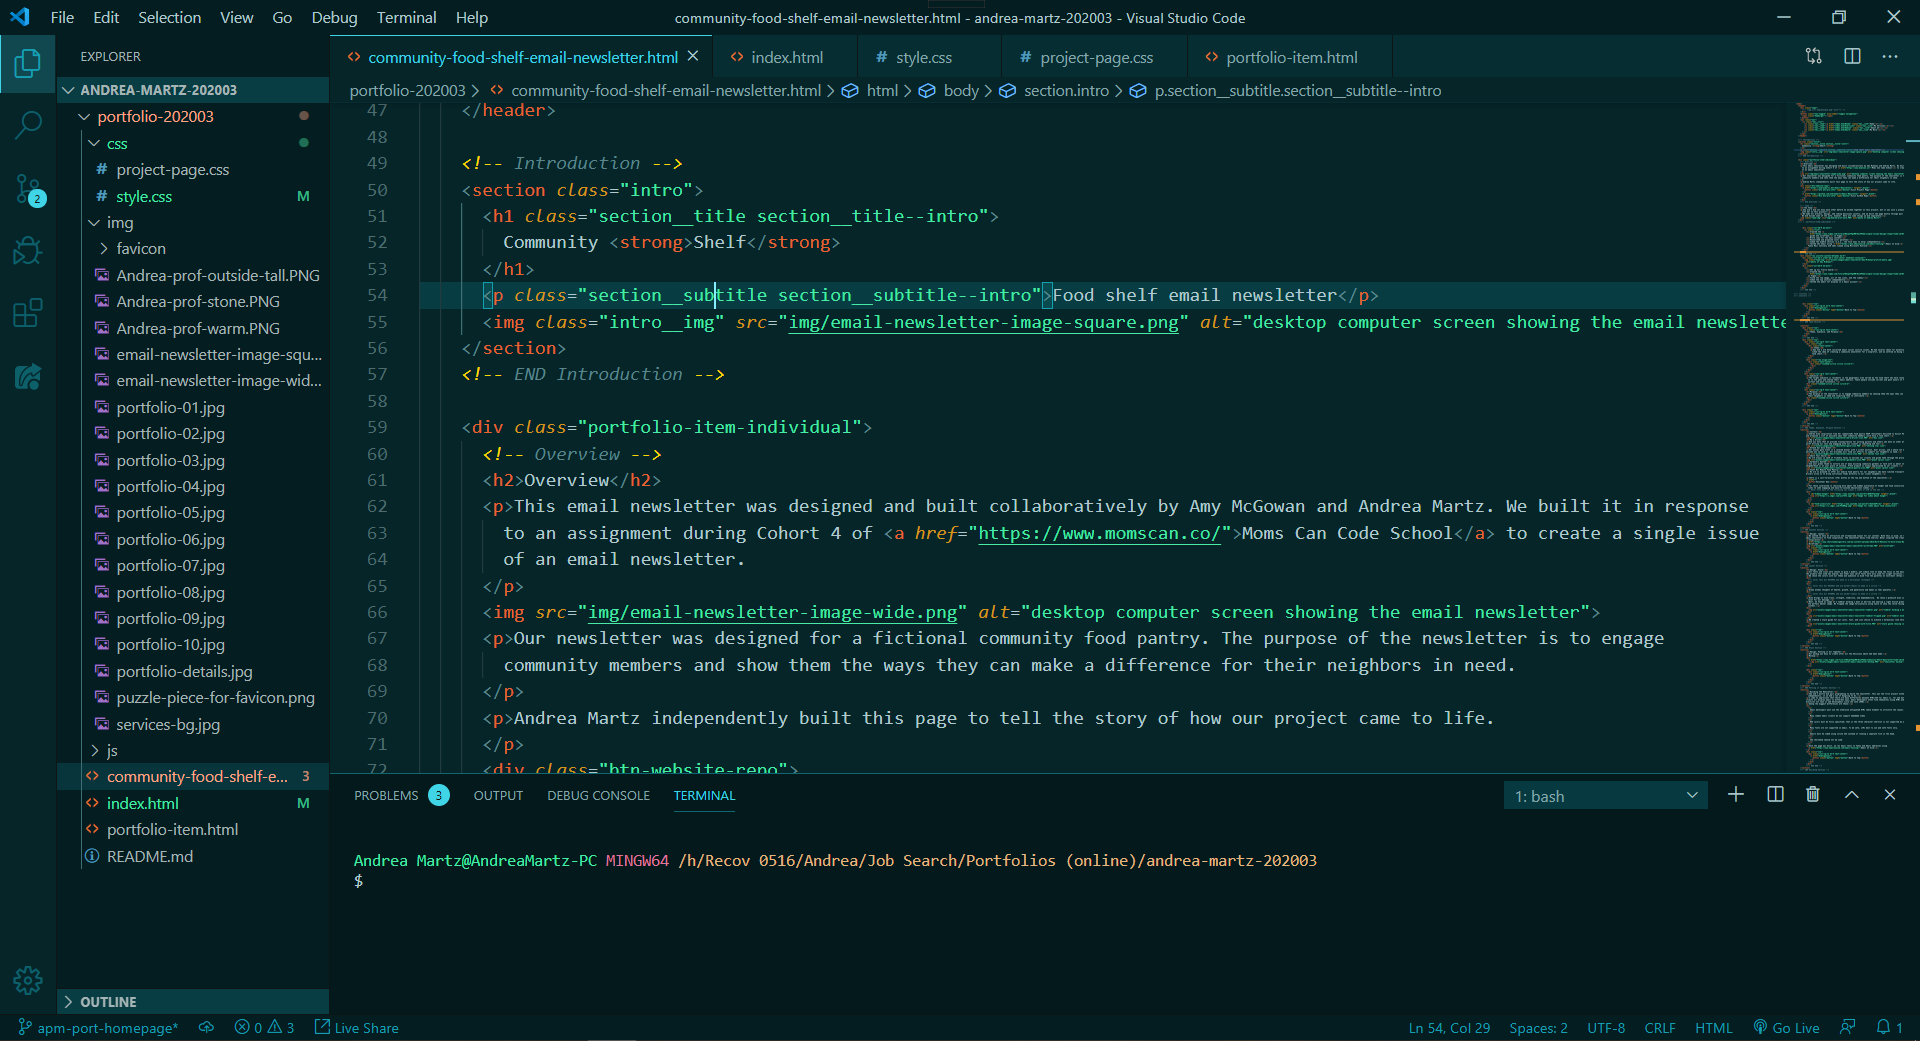 File Edit Selection View Go Debug Terminal Help
community-food-shelf-email-newsletter.html - andrea-martz-202003 - Visual Studio Code
EXPLORER
ANDREA-MARTZ-202003
portfolio-202003
css
# project-page.css
# style.css M
img
favicon
Andrea-prof-outside-tall.PNG
Andrea-prof-stone.PNG
Andrea-prof-warm.PNG
email-newsletter-image-squ...
email-newsletter-image-wid...
portfolio-01.jpg
portfolio-02.jpg
portfolio-03.jpg
portfolio-04.jpg
portfolio-05.jpg
portfolio-06.jpg
portfolio-07.jpg
portfolio-08.jpg
portfolio-09.jpg
portfolio-10.jpg
portfolio-details.jpg
puzzle-piece-for-favicon.png
services-bg.jpg
js
<> community-food-shelf-e... 3
<> index.html M
<> portfolio-item.html
README.md
OUTLINE
2
<> community-food-shelf-email-newsletter.html <> index.html # style.css # project-page.css <> portfolio-item.html
portfolio-202003 > <> community-food-shelf-email-newsletter.html > html > body > section.intro > p.section__subtitle.section__subtitle--intro
47 </header>
48
49 <!-- Introduction -->
50 <section class="intro">
51 <h1 class="section__title section__title--intro">
52 Community <strong>Shelf</strong>
53 </h1>
54 <p class="section__subtitle section__subtitle--intro">Food shelf email newsletter</p>
55 <img class="intro__img" src="img/email-newsletter-image-square.png" alt="desktop computer screen showing the email newslette
56 </section>
57 <!-- END Introduction -->
58
59 <div class="portfolio-item-individual">
60 <!-- Overview -->
61 <h2>Overview</h2>
62 <p>This email newsletter was designed and built collaboratively by Amy McGowan and Andrea Martz. We built it in response
63 to an assignment during Cohort 4 of <a href="https://www.momscan.co/">Moms Can Code School</a> to create a single issue
64 of an email newsletter.
65 </p>
66 <img src="img/email-newsletter-image-wide.png" alt="desktop computer screen showing the email newsletter">
67 <p>Our newsletter was designed for a fictional community food pantry. The purpose of the newsletter is to engage
68 community members and show them the ways they can make a difference for their neighbors in need.
69 </p>
70 <p>Andrea Martz independently built this page to tell the story of how our project came to life.
71 </p>
72 <div class="btn-website-repo">
PROBLEMS 3 OUTPUT DEBUG CONSOLE TERMINAL 1: bash
Andrea Martz@AndreaMartz-PC MINGW64 /h/Recov 0516/Andrea/Job Search/Portfolios (online)/andrea-martz-202003
$
apm-port-homepage* 0 3 Live Share Ln 54, Col 29 Spaces: 2 UTF-8 CRLF HTML Go Live 1